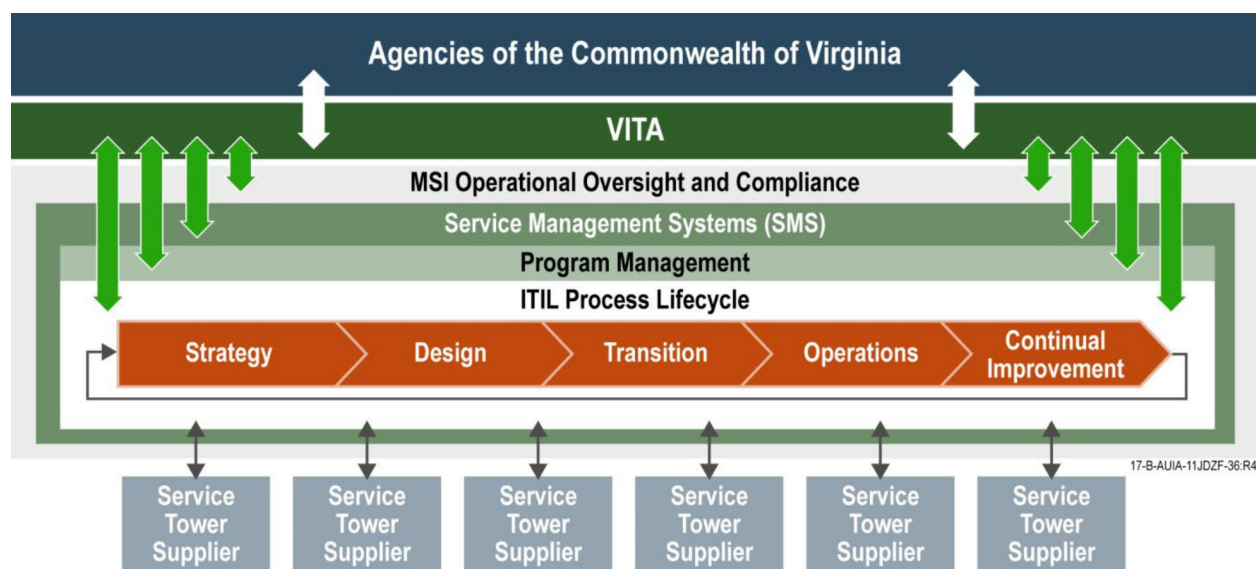 Agencies of the Commonwealth of Virginia
VITA
MSI Operational Oversight and Compliance
Service Management Systems (SMS)
Program Management
ITIL Process Lifecycle
Strategy
Design
Transition
Operations
Continual
Improvement
17-B-AUIA-11JDZF-36:R4
Service
Tower
Supplier
Service
Tower
Supplier
Service
Tower
Supplier
Service
Tower
Supplier
Service
Tower
Supplier
Service
Tower
Supplier